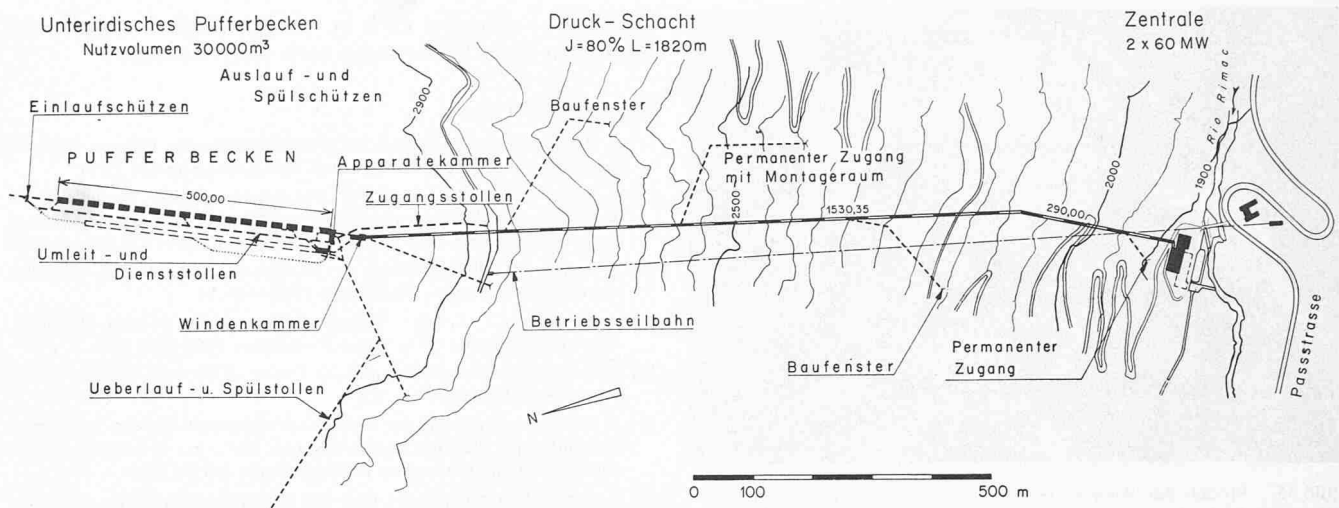 Unterirdisches Pufferbecken
Nutzvolumen 30000m³
Druck-Schacht
J=80% L=1820m
Zentrale
2 x 60 MW
Auslauf- und
Spülschützen
Einlaufschützen
2900
Baufenster
Rio Rimac
PUFFERBECKEN
Apparatekammer
Permanenter Zugang
mit Montageraum
2000
1900
500,00
Zugangsstollen
2500
1530,35
290,00
Umleit- und
Dienststollen
Windenkammer
Betriebsseilbahn
Baufenster
Permanenter
Zugang
Passstrasse
Ueberlauf- u. Spülstollen
N
0 100 500 m